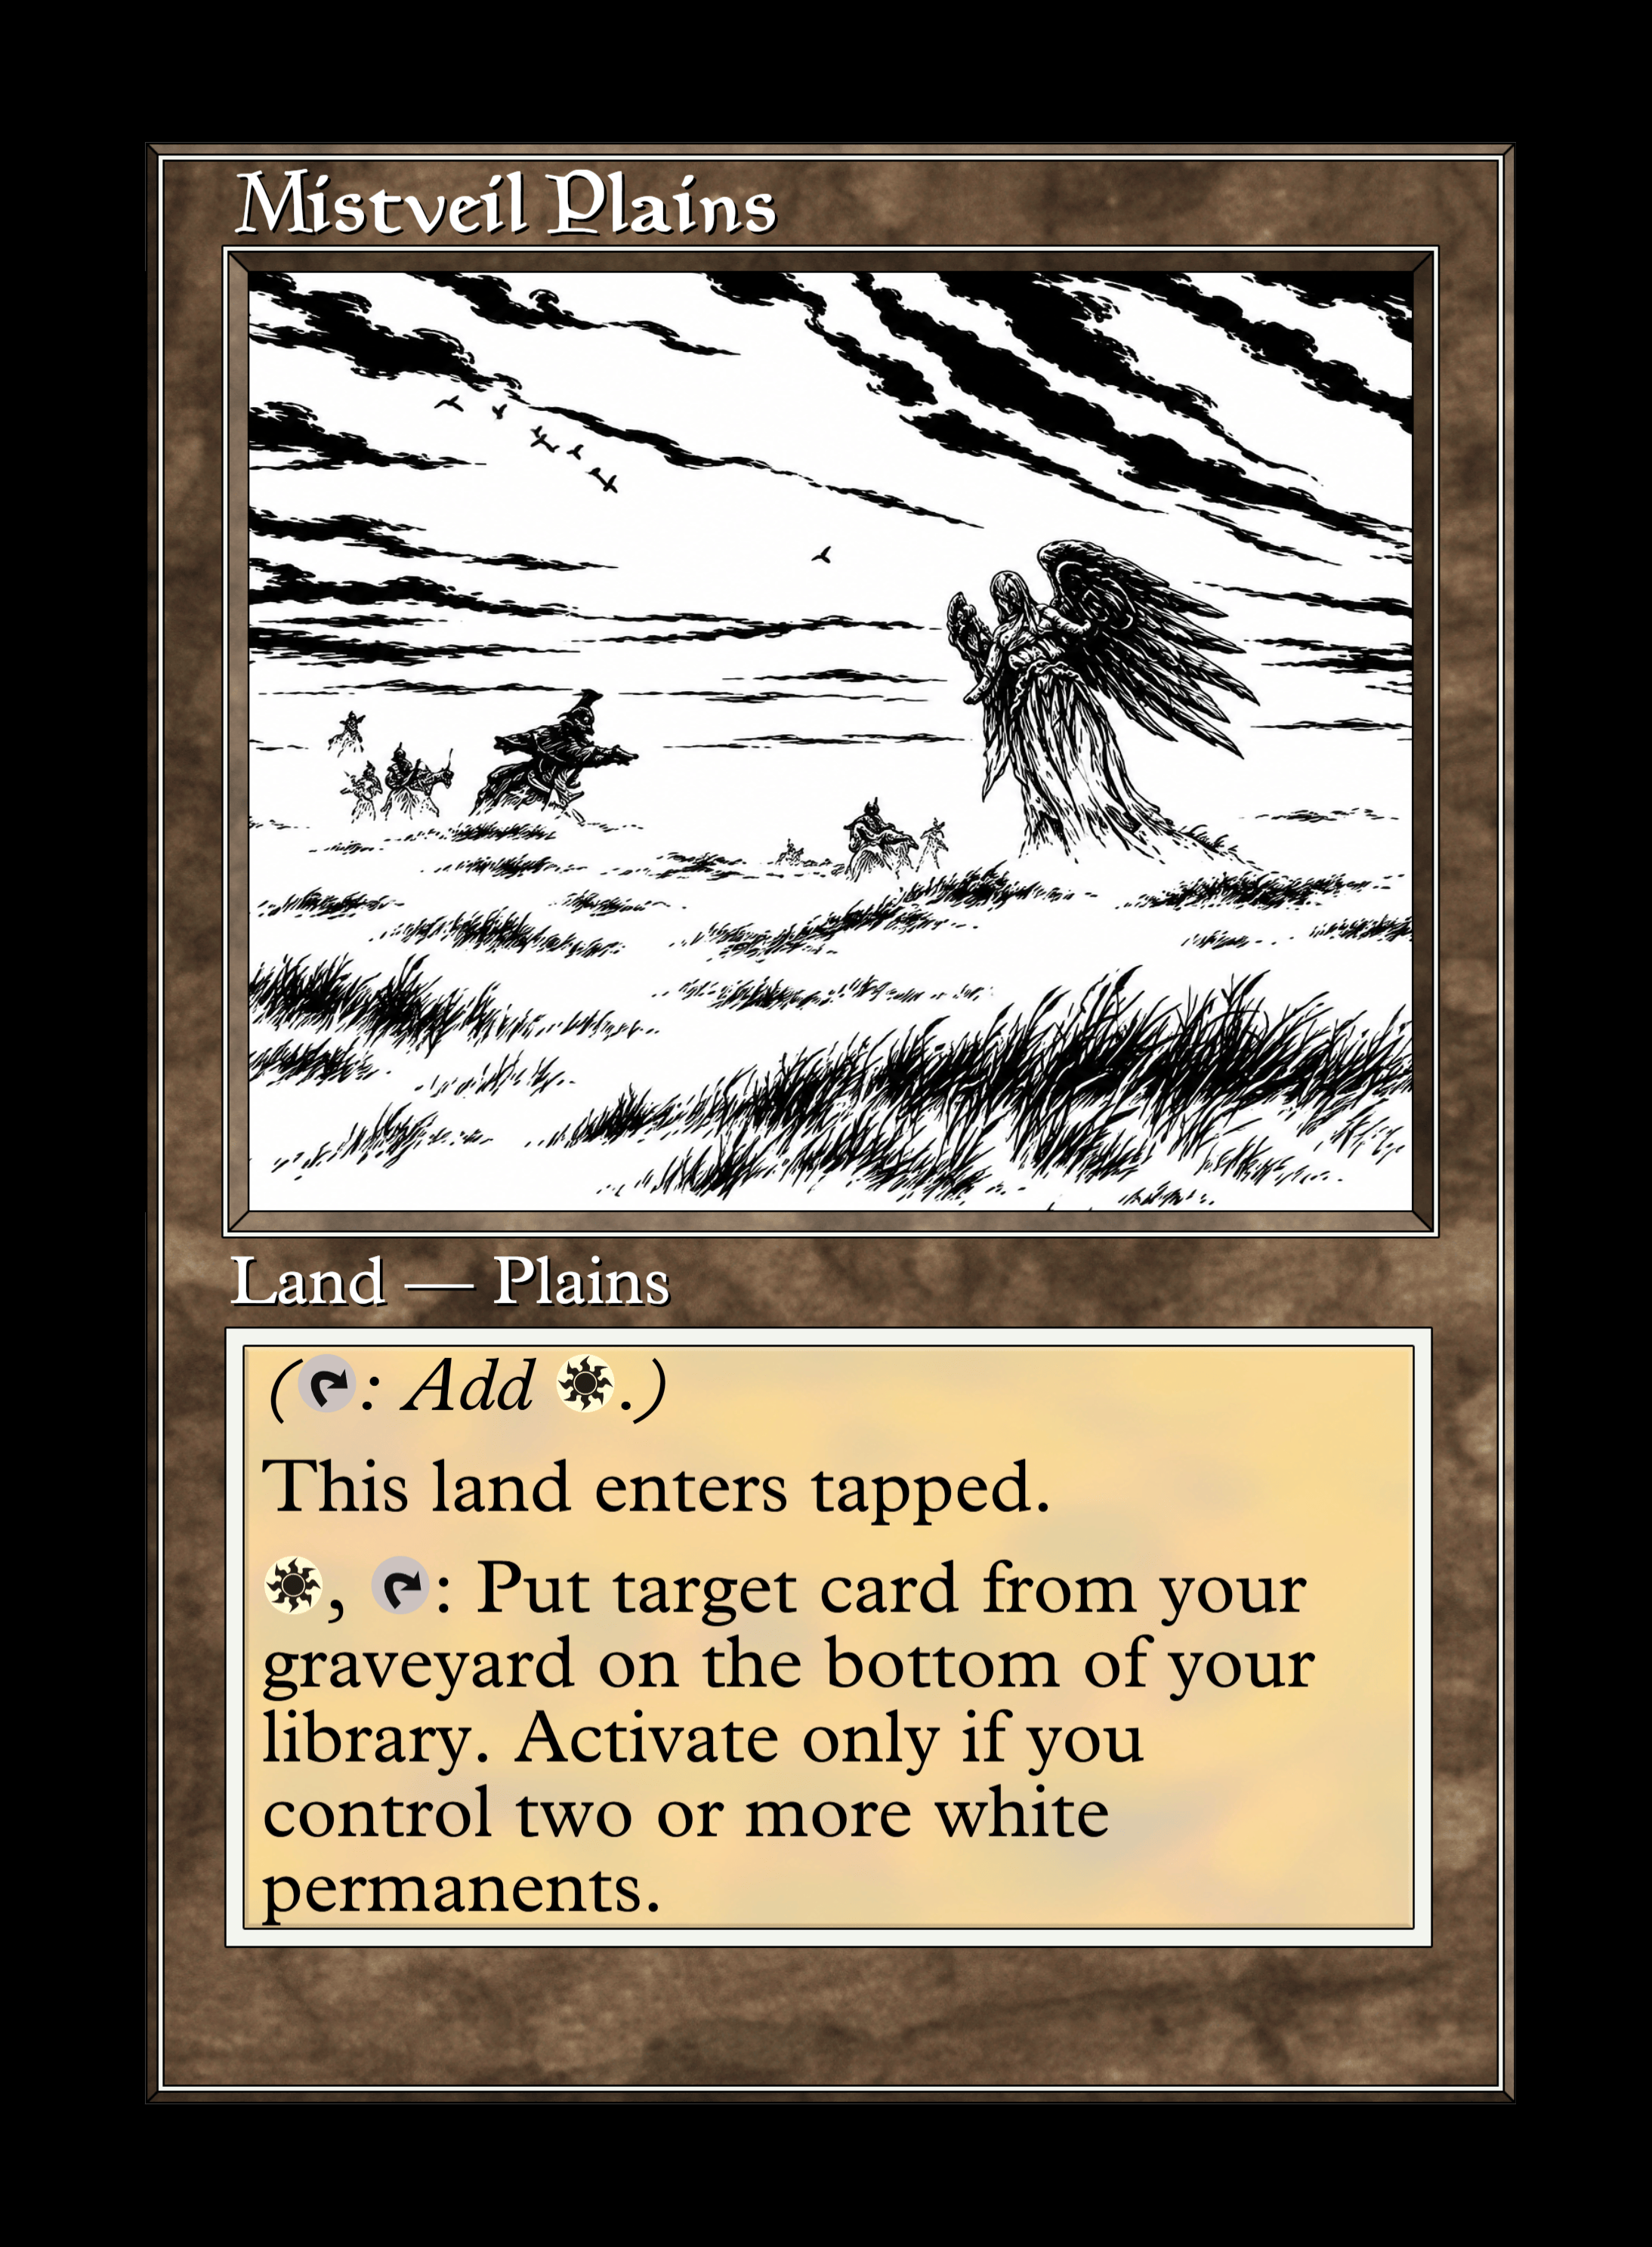 Mistveil Plains
Land — Plains
(: Add .)
This land enters tapped.
, : Put target card from your
graveyard on the bottom of your
library. Activate only if you
control two or more white
permanents.